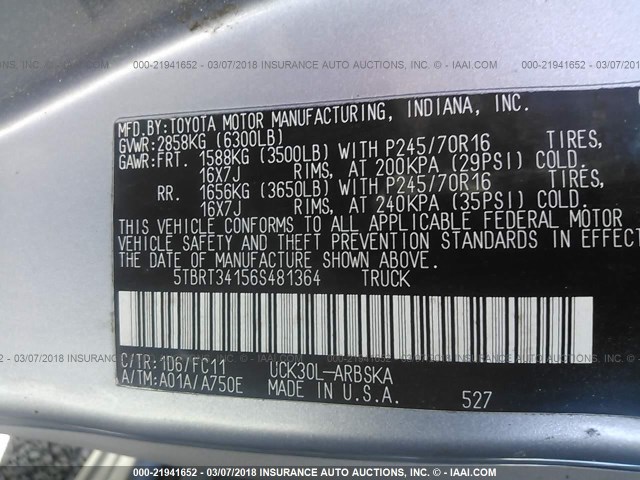 000-21941652 - 03/07/2018 INSURANCE AUTO AUCTIONS, INC. - © IAAI.COM
MFD.BY:TOYOTA MOTOR MANUFACTURING, INDIANA, INC.
GVWR:2858KG (6300LB)
GAWR:FRT. 1588KG (3500LB) WITH P245/70R16 TIRES,
16X7J RIMS, AT 200KPA (29PSI) COLD.
RR. 1656KG (3650LB) WITH P245/70R16 TIRES,
16X7J RIMS, AT 240KPA (35PSI) COLD.
THIS VEHICLE CONFORMS TO ALL APPLICABLE FEDERAL MOTOR
VEHICLE SAFETY AND THEFT PREVENTION STANDARDS IN EFFECT
THE DATE OF MANUFACTURE SHOWN ABOVE.
5TBRT34156S481364 TRUCK
C/TR:1D6/FC11 UCK30L-ARBSKA
A/TM:A01A/A750E MADE IN U.S.A. 527
000-21941652 - 03/07/2018 INSURANCE AUTO AUCTIONS, INC. - © IAAI.COM